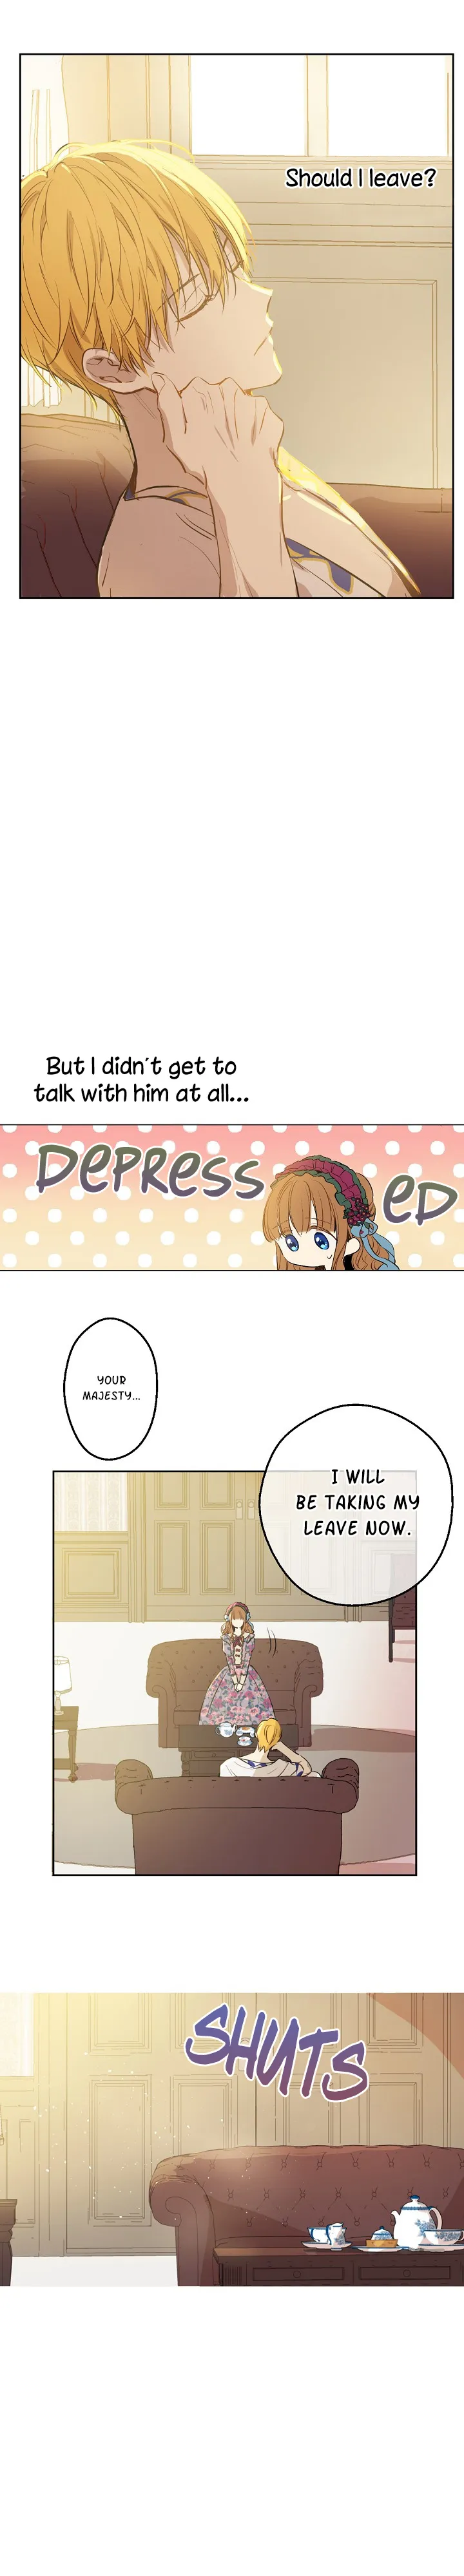 Should I leave?
But I didn't get to
talk with him at all...
DEPRESS ED
YOUR
MAJESTY...
I WILL
BE TAKING MY
LEAVE NOW.
SHUTS